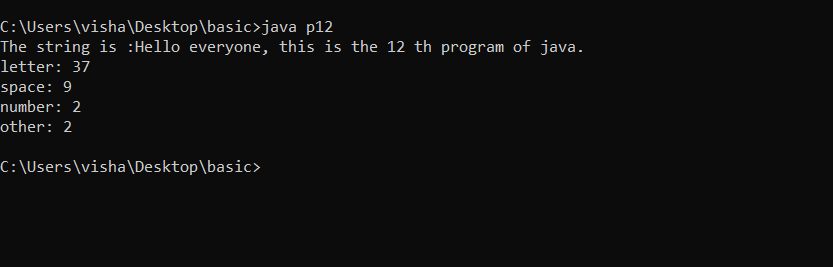 C:\Users\visha\Desktop\basic>java p12
The string is :Hello everyone, this is the 12 th program of java.
letter: 37
space: 9
number: 2
other: 2
C:\Users\visha\Desktop\basic>